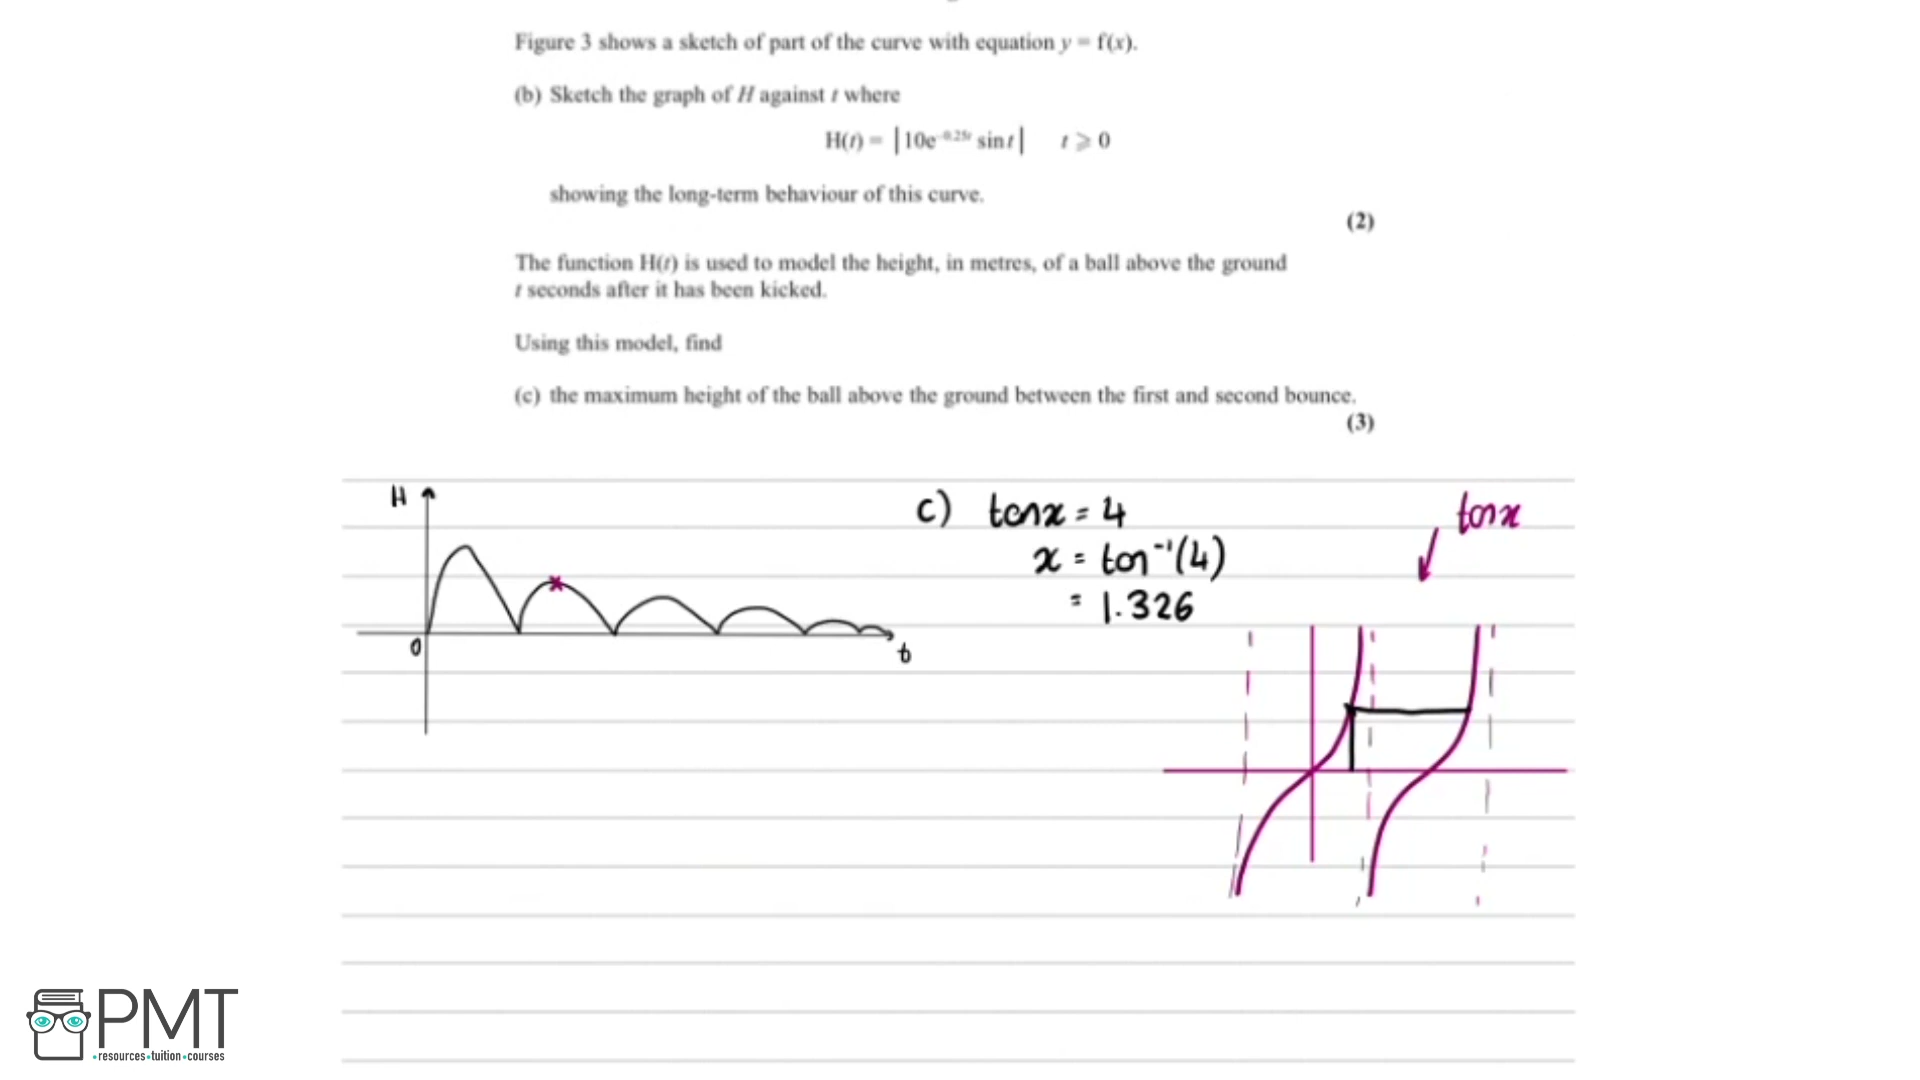 Figure 3 shows a sketch of part of the curve with equation y = f(x).
(b) Sketch the graph of H against t where
H(t) = |10e^{-0.25t} sin t|    t ⩾ 0
showing the long-term behaviour of this curve.
(2)
The function H(t) is used to model the height, in metres, of a ball above the ground
t seconds after it has been kicked.
Using this model, find
(c) the maximum height of the ball above the ground between the first and second bounce.
(3)
H
0
t
c) tanx = 4
x = tan⁻¹(4)
= 1.326
tanx
PMT
•resources•tuition•courses